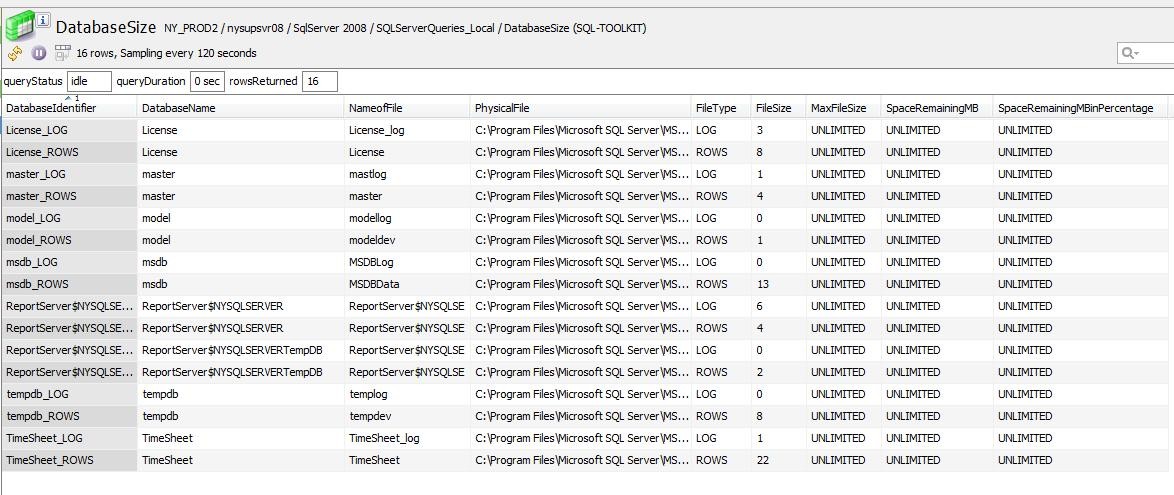 DatabaseSize NY_PROD2 / nysupsvr08 / SqlServer 2008 / SQLServerQueries_Local / DatabaseSize (SQL-TOOLKIT)
16 rows, Sampling every 120 seconds
queryStatus idle queryDuration 0 sec rowsReturned 16
DatabaseIdentifier 1 DatabaseName NameofFile PhysicalFile FileType FileSize MaxFileSize SpaceRemainingMB SpaceRemainingMBinPercentage
License_LOG License License_log C:\Program Files\Microsoft SQL Server\MS... LOG 3 UNLIMITED UNLIMITED UNLIMITED
License_ROWS License License C:\Program Files\Microsoft SQL Server\MS... ROWS 8 UNLIMITED UNLIMITED UNLIMITED
master_LOG master mastlog C:\Program Files\Microsoft SQL Server\MS... LOG 1 UNLIMITED UNLIMITED UNLIMITED
master_ROWS master master C:\Program Files\Microsoft SQL Server\MS... ROWS 4 UNLIMITED UNLIMITED UNLIMITED
model_LOG model modellog C:\Program Files\Microsoft SQL Server\MS... LOG 0 UNLIMITED UNLIMITED UNLIMITED
model_ROWS model modeldev C:\Program Files\Microsoft SQL Server\MS... ROWS 1 UNLIMITED UNLIMITED UNLIMITED
msdb_LOG msdb MSDBLog C:\Program Files\Microsoft SQL Server\MS... LOG 0 UNLIMITED UNLIMITED UNLIMITED
msdb_ROWS msdb MSDBData C:\Program Files\Microsoft SQL Server\MS... ROWS 13 UNLIMITED UNLIMITED UNLIMITED
ReportServer$NYSQLSE... ReportServer$NYSQLSERVER ReportServer$NYSQLSE C:\Program Files\Microsoft SQL Server\MS... LOG 6 UNLIMITED UNLIMITED UNLIMITED
ReportServer$NYSQLSE... ReportServer$NYSQLSERVER ReportServer$NYSQLSE C:\Program Files\Microsoft SQL Server\MS... ROWS 4 UNLIMITED UNLIMITED UNLIMITED
ReportServer$NYSQLSE... ReportServer$NYSQLSERVERTempDB ReportServer$NYSQLSE C:\Program Files\Microsoft SQL Server\MS... LOG 0 UNLIMITED UNLIMITED UNLIMITED
ReportServer$NYSQLSE... ReportServer$NYSQLSERVERTempDB ReportServer$NYSQLSE C:\Program Files\Microsoft SQL Server\MS... ROWS 2 UNLIMITED UNLIMITED UNLIMITED
tempdb_LOG tempdb templog C:\Program Files\Microsoft SQL Server\MS... LOG 0 UNLIMITED UNLIMITED UNLIMITED
tempdb_ROWS tempdb tempdev C:\Program Files\Microsoft SQL Server\MS... ROWS 8 UNLIMITED UNLIMITED UNLIMITED
TimeSheet_LOG TimeSheet TimeSheet_log C:\Program Files\Microsoft SQL Server\MS... LOG 1 UNLIMITED UNLIMITED UNLIMITED
TimeSheet_ROWS TimeSheet TimeSheet C:\Program Files\Microsoft SQL Server\MS... ROWS 22 UNLIMITED UNLIMITED UNLIMITED